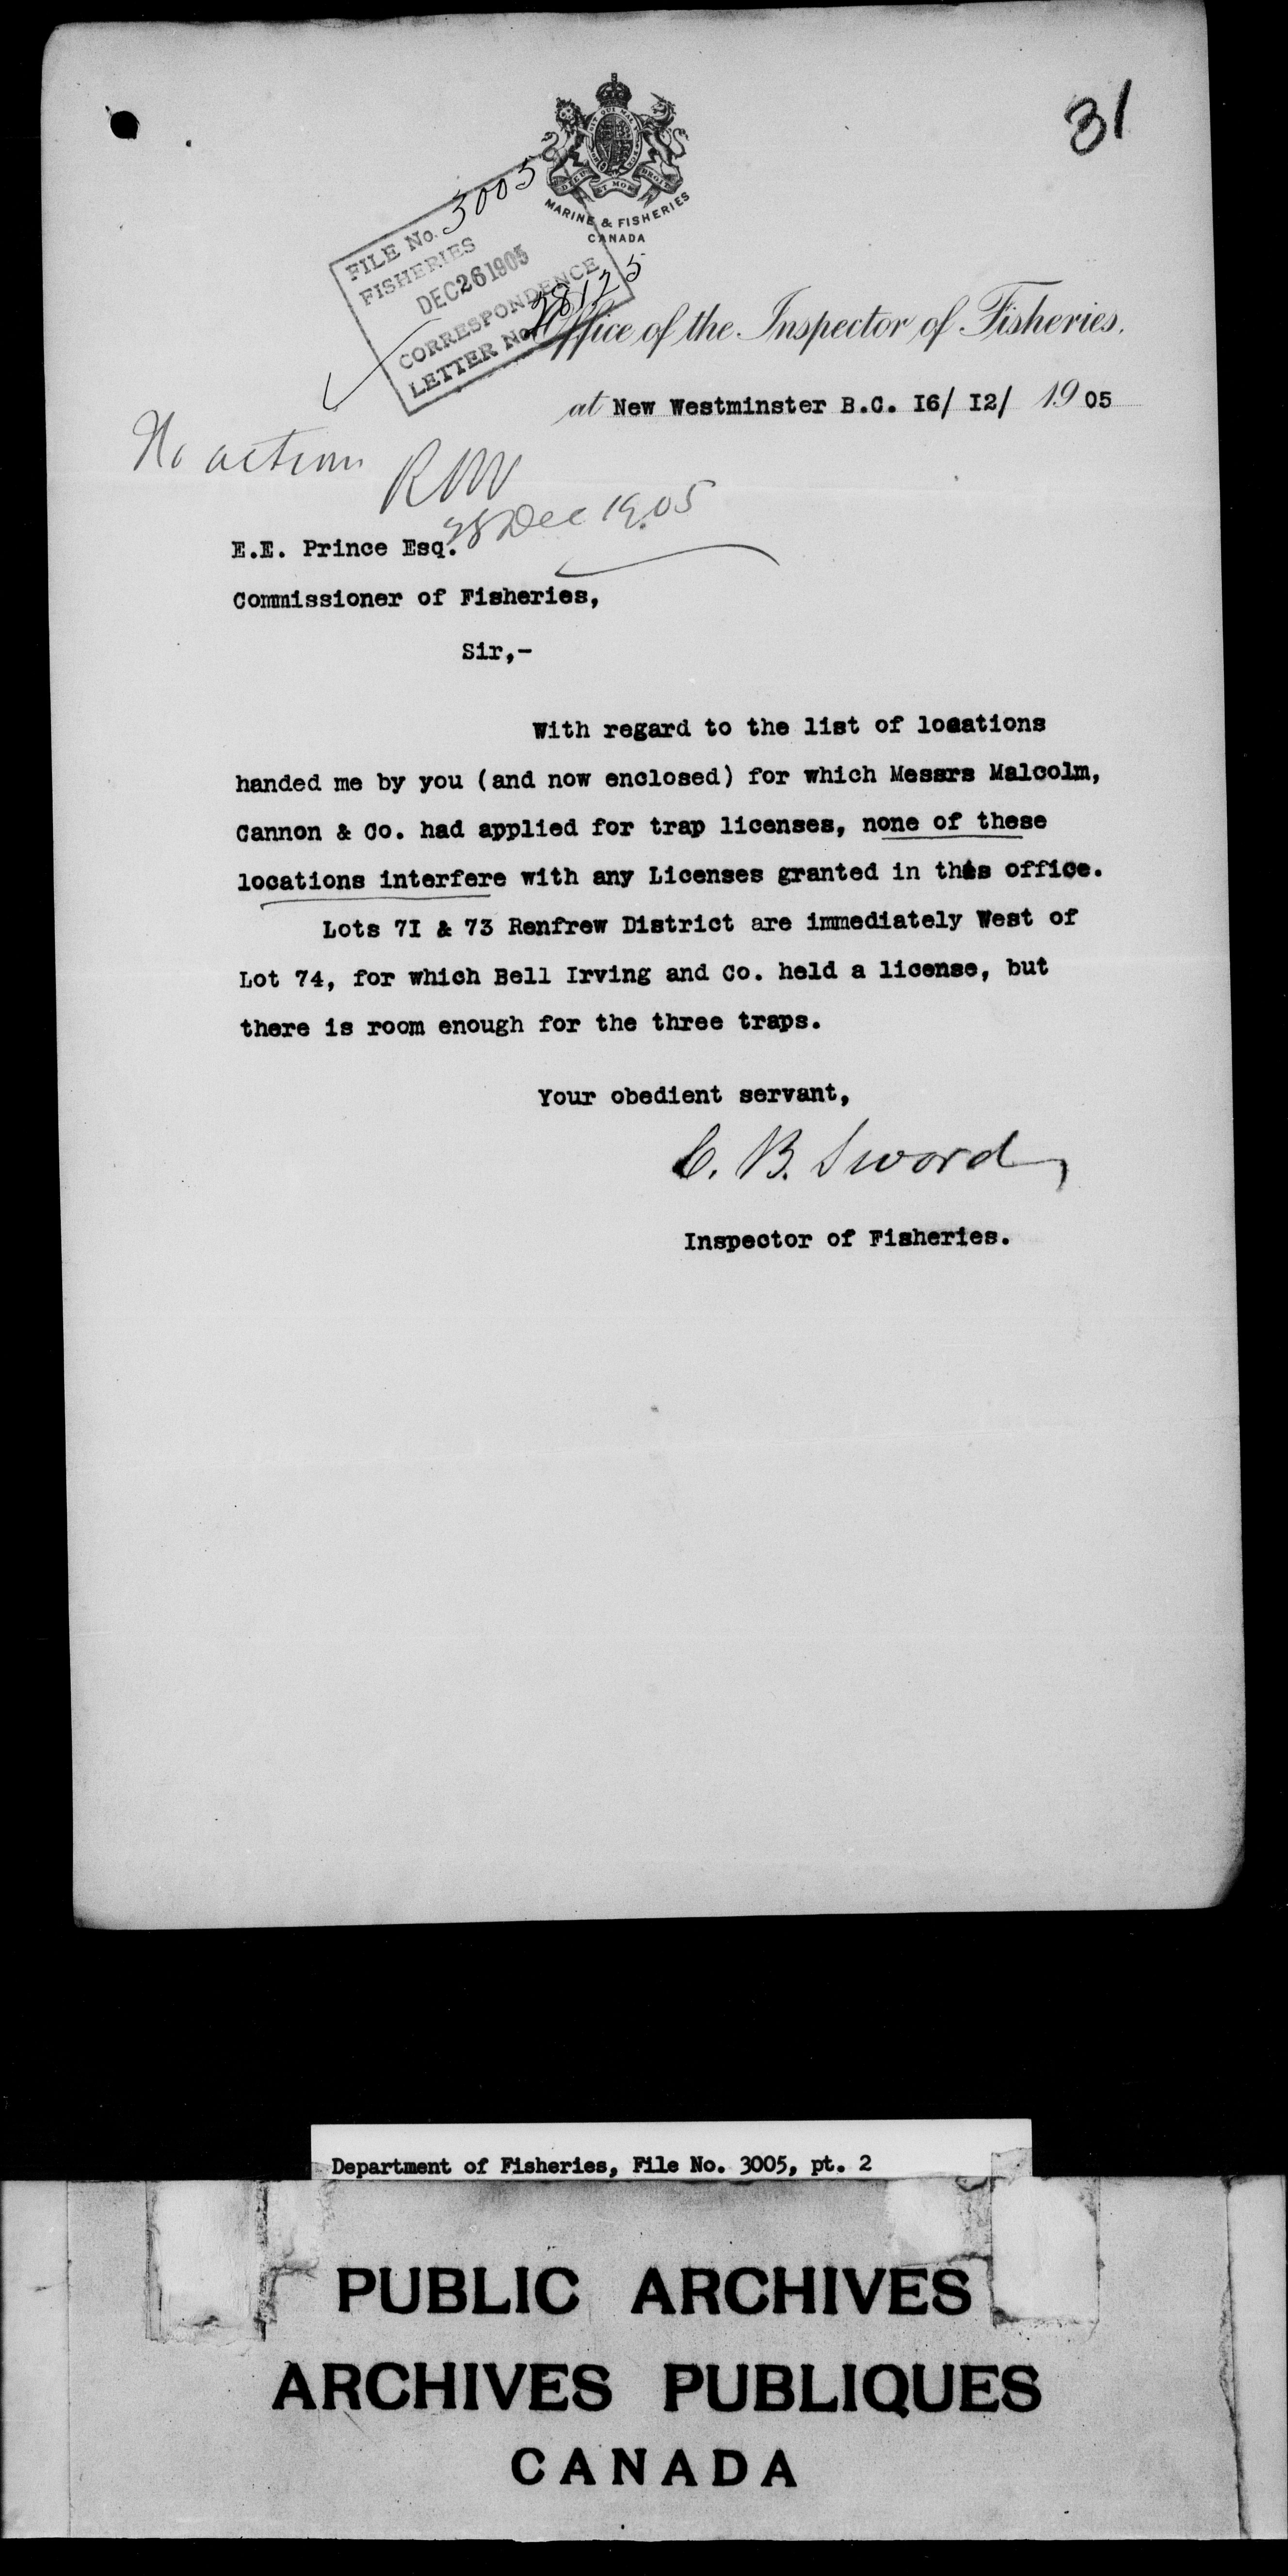 31
MARINE & FISHERIES
CANADA
FILE No. 3005
FISHERIES
DEC 26 1905
CORRESPONDENCE
LETTER No. 38125
Office of the Inspector of Fisheries.
at New Westminster B.C. I6/ I2/ 1905
No action
28 Dec 1905
E.E. Prince Esq.
Commissioner of Fisheries,
Sir,-
With regard to the list of locations
handed me by you (and now enclosed) for which Messrs Malcolm,
Cannon & Co. had applied for trap licenses, none of these
locations interfere with any Licenses granted in this office.
Lots 7I & 73 Renfrew District are immediately West of
Lot 74, for which Bell Irving and Co. held a license, but
there is room enough for the three traps.
Your obedient servant,
C. B. Sword
Inspector of Fisheries.
Department of Fisheries, File No. 3005, pt. 2
PUBLIC ARCHIVES
ARCHIVES PUBLIQUES
CANADA